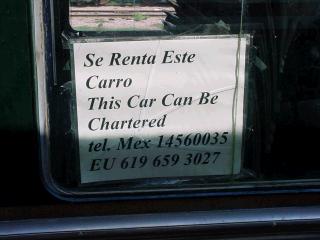 Se Renta Este
Carro
This Car Can Be
Chartered
tel. Mex 14560035
EU 619 659 3027